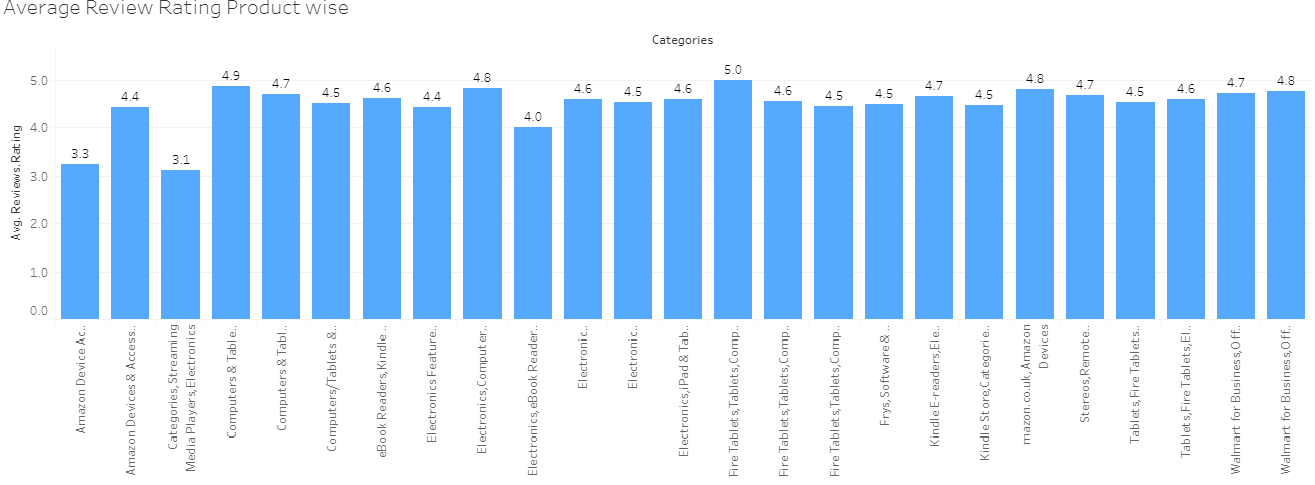 Average Review Rating Product wise
Categories
Avg. Reviews.Rating
5.0
4.0
3.0
2.0
1.0
0.0
3.3
4.4
3.1
4.9
4.7
4.5
4.6
4.4
4.8
4.0
4.6
4.5
4.6
5.0
4.6
4.5
4.5
4.7
4.5
4.8
4.7
4.5
4.6
4.7
4.8
Amazon Device Ac..
Amazon Devices & Access..
Categories,Streaming
Media Players,Electronics
Computers & Table..
Computers & Tabl..
Computers/Tablets &..
eBook Readers,Kindle ..
Electronics Feature..
Electronics,Computer..
Electronics,eBook Reader..
Electronic..
Electronic..
Electronics,iPad & Tab..
Fire Tablets,Tablets,Comp..
Fire Tablets,Tablets,Comp..
Fire Tablets,Tablets,Comp..
Frys,Software & ..
Kindle E-readers,Ele..
Kindle Store,Categorie..
mazon.co.uk,Amazon
Devices
Stereos,Remote..
Tablets,Fire Tablets..
Tablets,Fire Tablets,El..
Walmart for Business,Off..
Walmart for Business,Off..